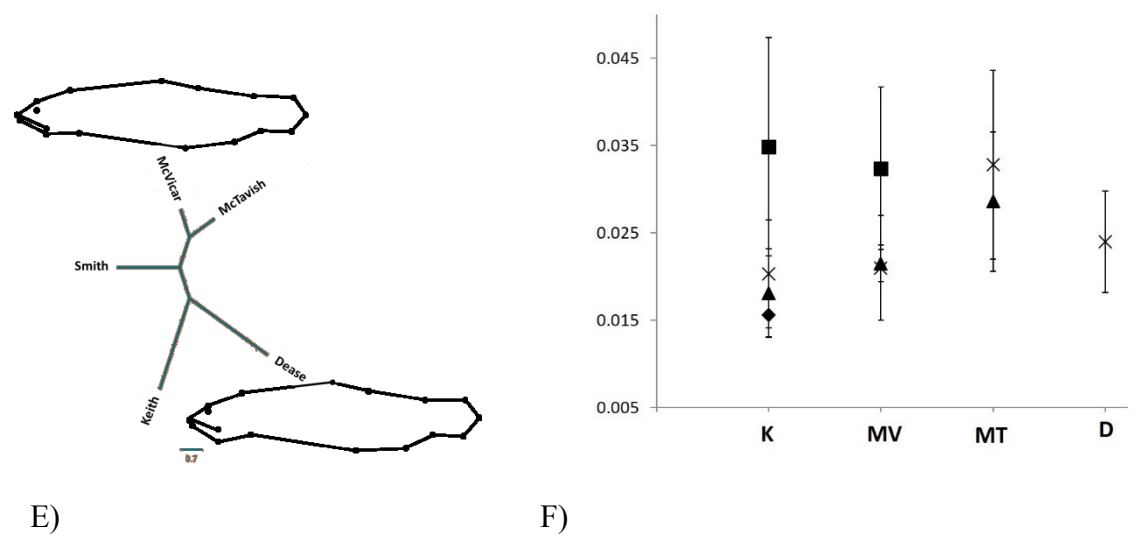 McVicar
McTavish
Smith
Dease
Keith
0.7
E)
0.045
0.035
0.025
0.015
0.005
K MV MT D
F)